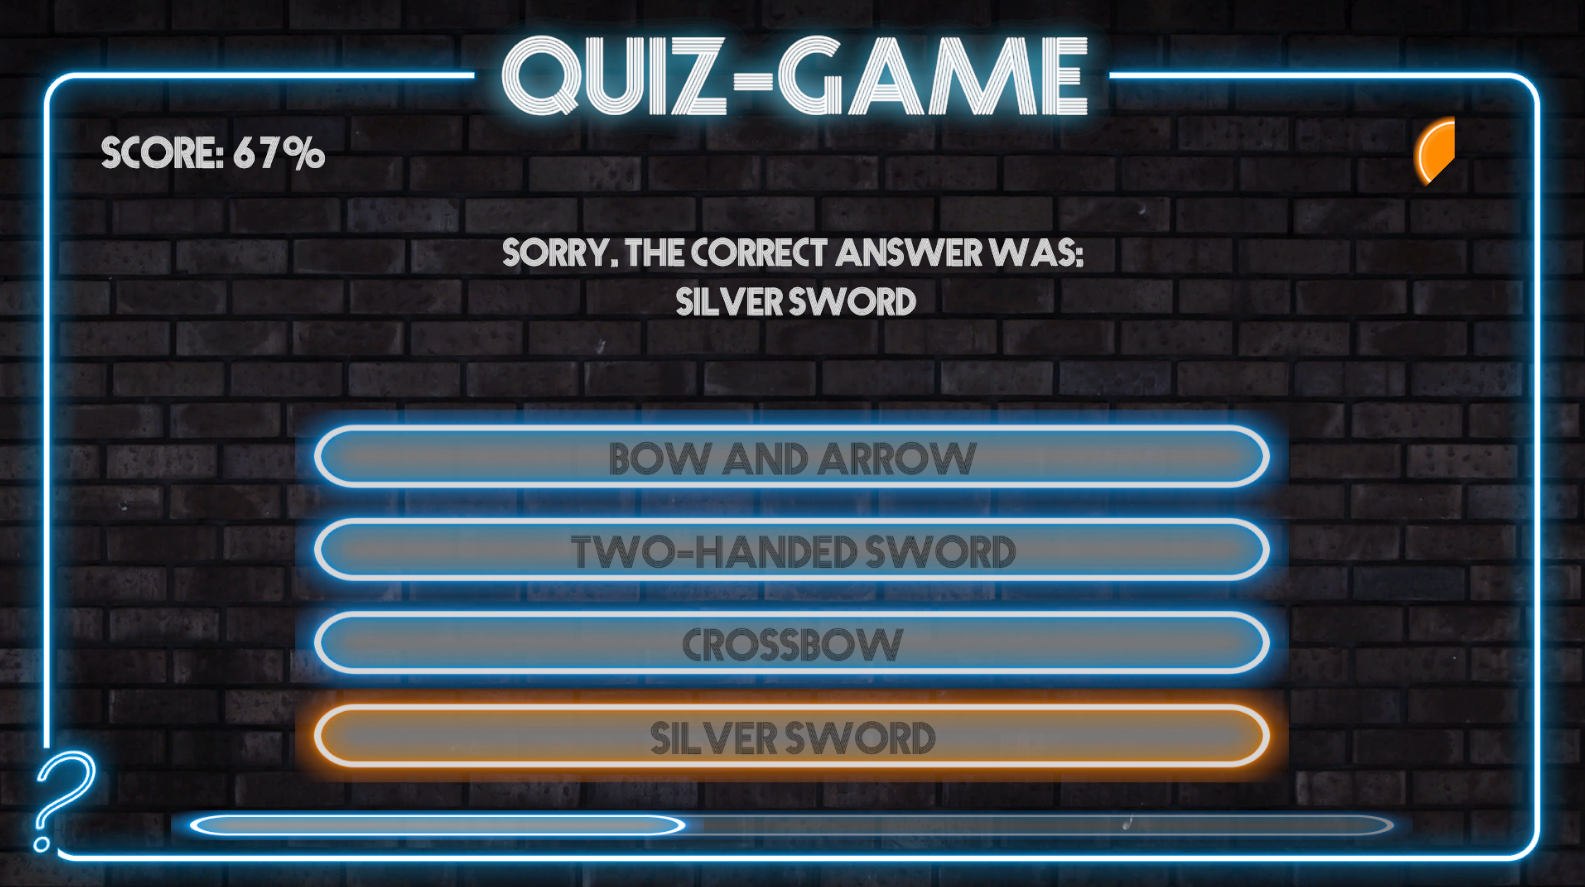 QUIZ-GAME
SCORE: 67%
SORRY, THE CORRECT ANSWER WAS:
SILVER SWORD
BOW AND ARROW
TWO-HANDED SWORD
CROSSBOW
SILVER SWORD
?